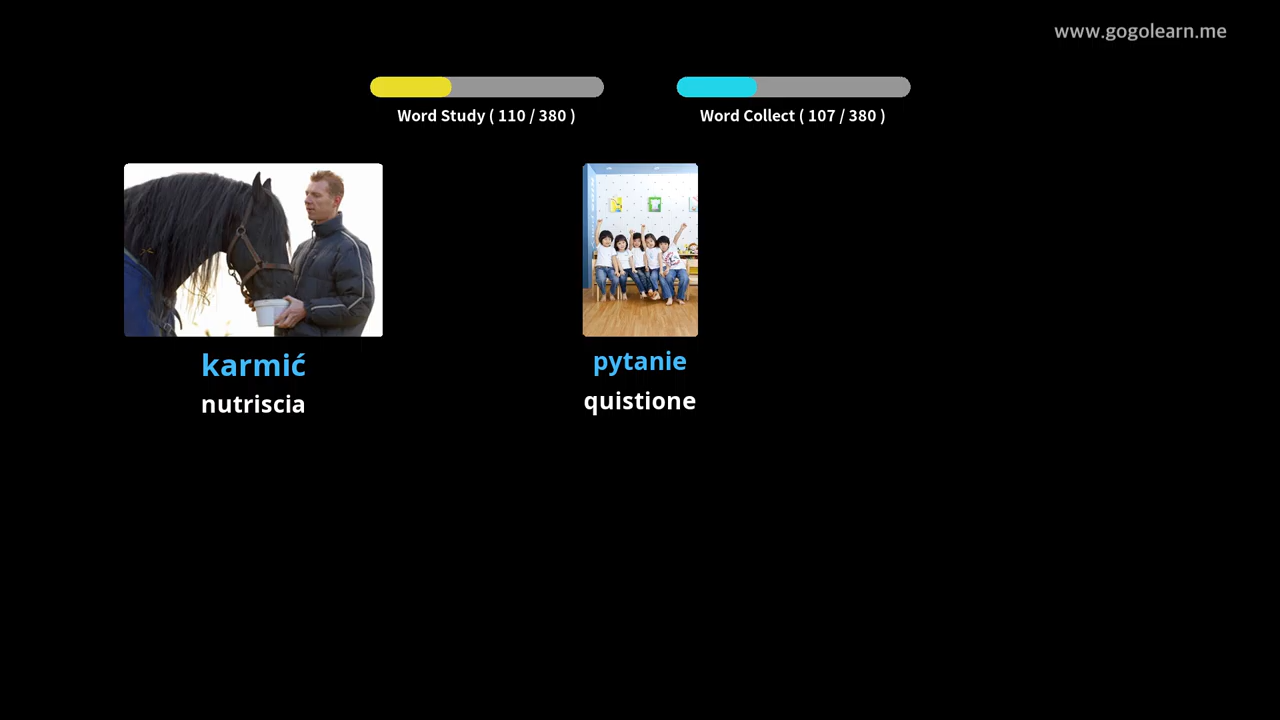 www.gogolearn.me
Word Study ( 110 / 380 )
Word Collect ( 107 / 380 )
karmić
nutriscia
pytanie
quistione